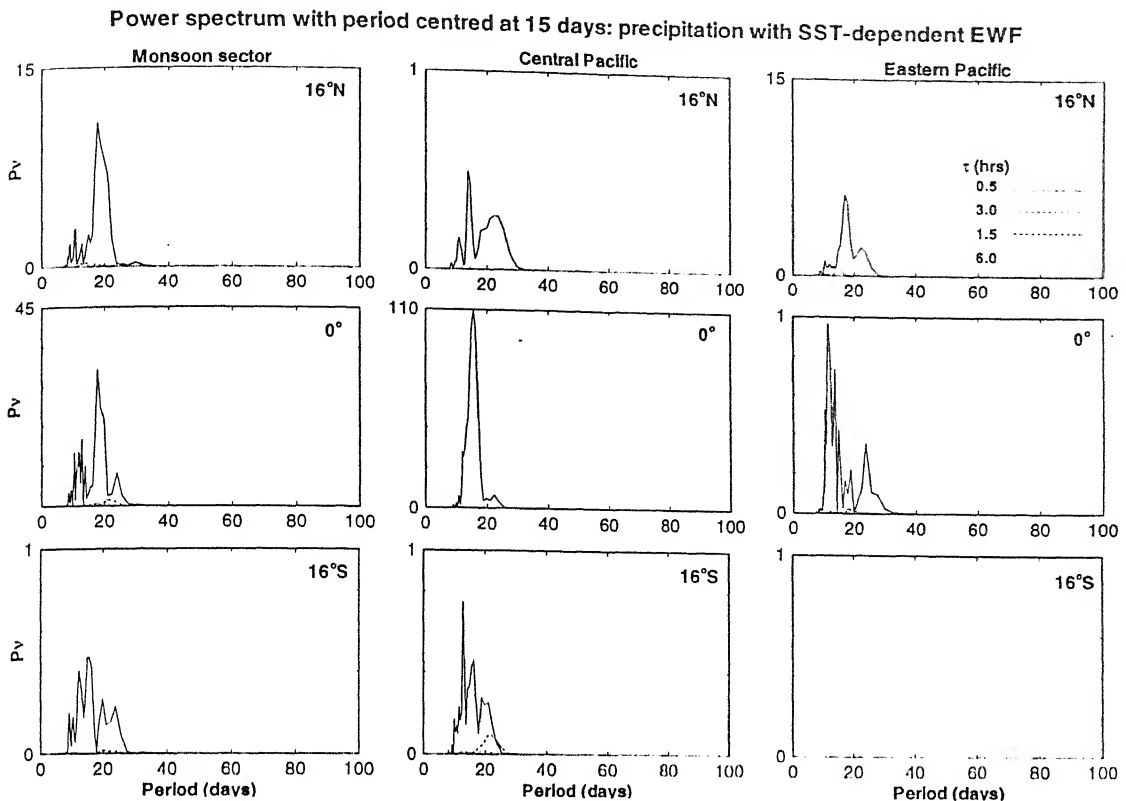 Power spectrum with period centred at 15 days: precipitation with SST-dependent EWF
Monsoon sector
Central Pacific
Eastern Pacific
15
16°N
Pν
0
0 20 40 60 80 100
1
16°N
0
0 20 40 60 80 100
15
16°N
τ (hrs)
0.5
3.0
1.5
6.0
0
0 20 40 60 80 100
45
0°
Pν
0
0 20 40 60 80 100
110
0°
0
0 20 40 60 80 100
1
0°
0
0 20 40 60 80 100
1
16°S
Pν
0
0 20 40 60 80 100
Period (days)
1
16°S
0
0 20 40 60 80 100
Period (days)
1
16°S
0
0 20 40 60 80 100
Period (days)